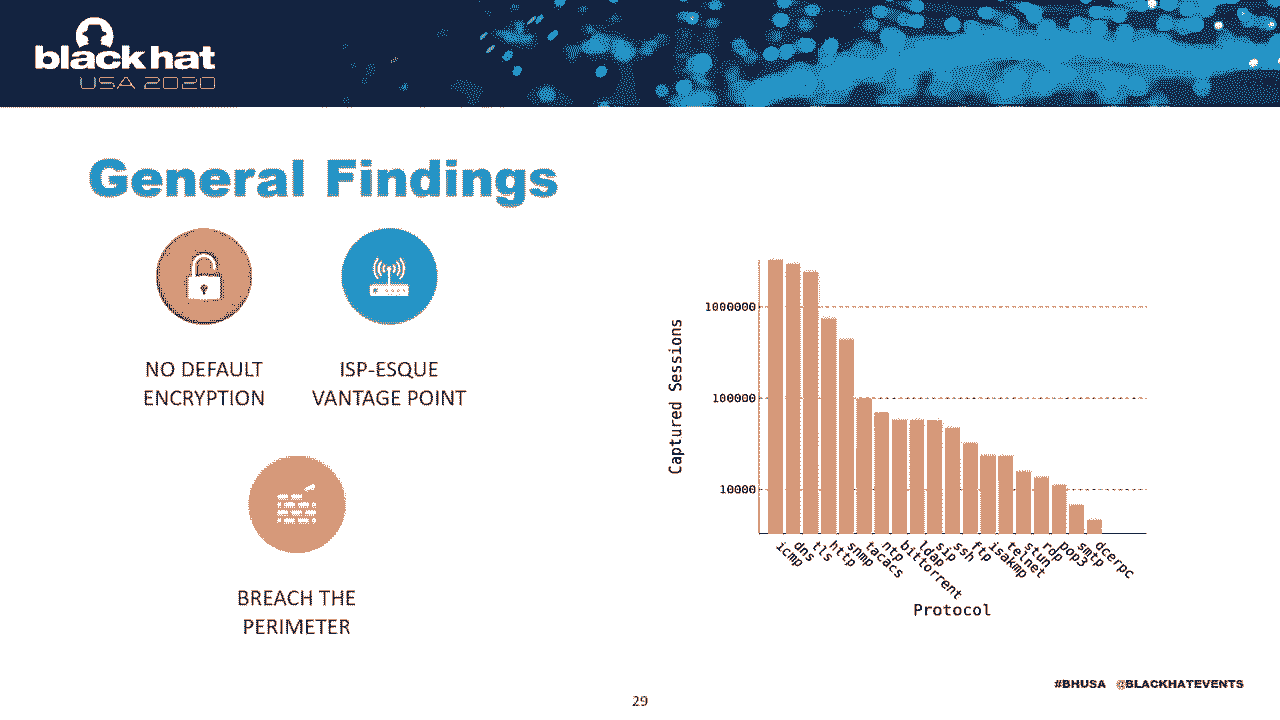 black hat
USA 2020
General Findings
NO DEFAULT
ENCRYPTION
ISP-ESQUE
VANTAGE POINT
BREACH THE
PERIMETER
Captured Sessions
1000000
100000
10000
icmp
dns
tls
http
snmp
tacacs
ntp
bittorrent
ldap
sip
ssh
ftp
isakmp
telnet
stun
rdp
pop3
smtp
dcerpc
Protocol
#BHUSA @BLACKHATEVENTS
29